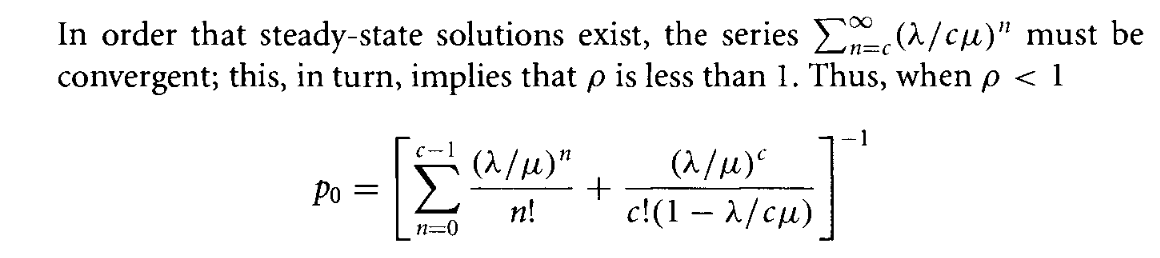 In order that steady-state solutions exist, the series $\sum_{n=c}^{\infty} (\lambda/c\mu)^n$ must be
convergent; this, in turn, implies that $\rho$ is less than 1. Thus, when $\rho < 1$
$$p_0 = \left[ \sum_{n=0}^{c-1} \frac{(\lambda/\mu)^n}{n!} + \frac{(\lambda/\mu)^c}{c!(1 - \lambda/c\mu)} \right]^{-1}$$